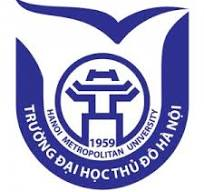 HANOI METROPOLITAN UNIVERSITY
1959
TRƯỜNG ĐẠI HỌC THỦ ĐÔ HÀ NỘI